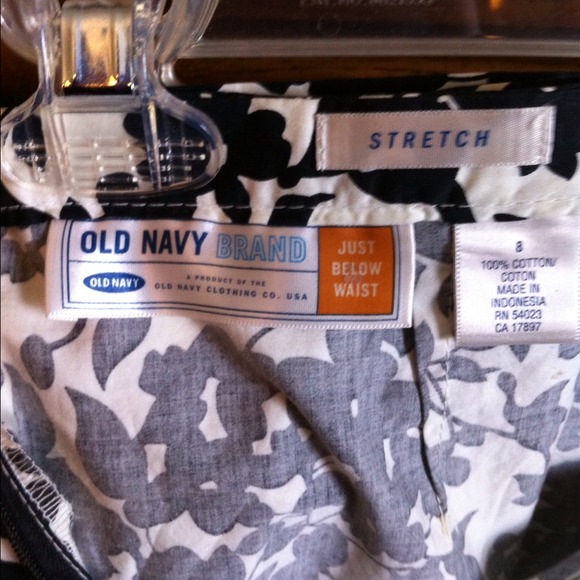 STRETCH
OLD NAVY BRAND
OLD NAVY
A PRODUCT OF THE
OLD NAVY CLOTHING CO. USA
JUST
BELOW
WAIST
8
100% COTTON/
COTON
MADE IN
INDONESIA
RN 54023
CA 17897